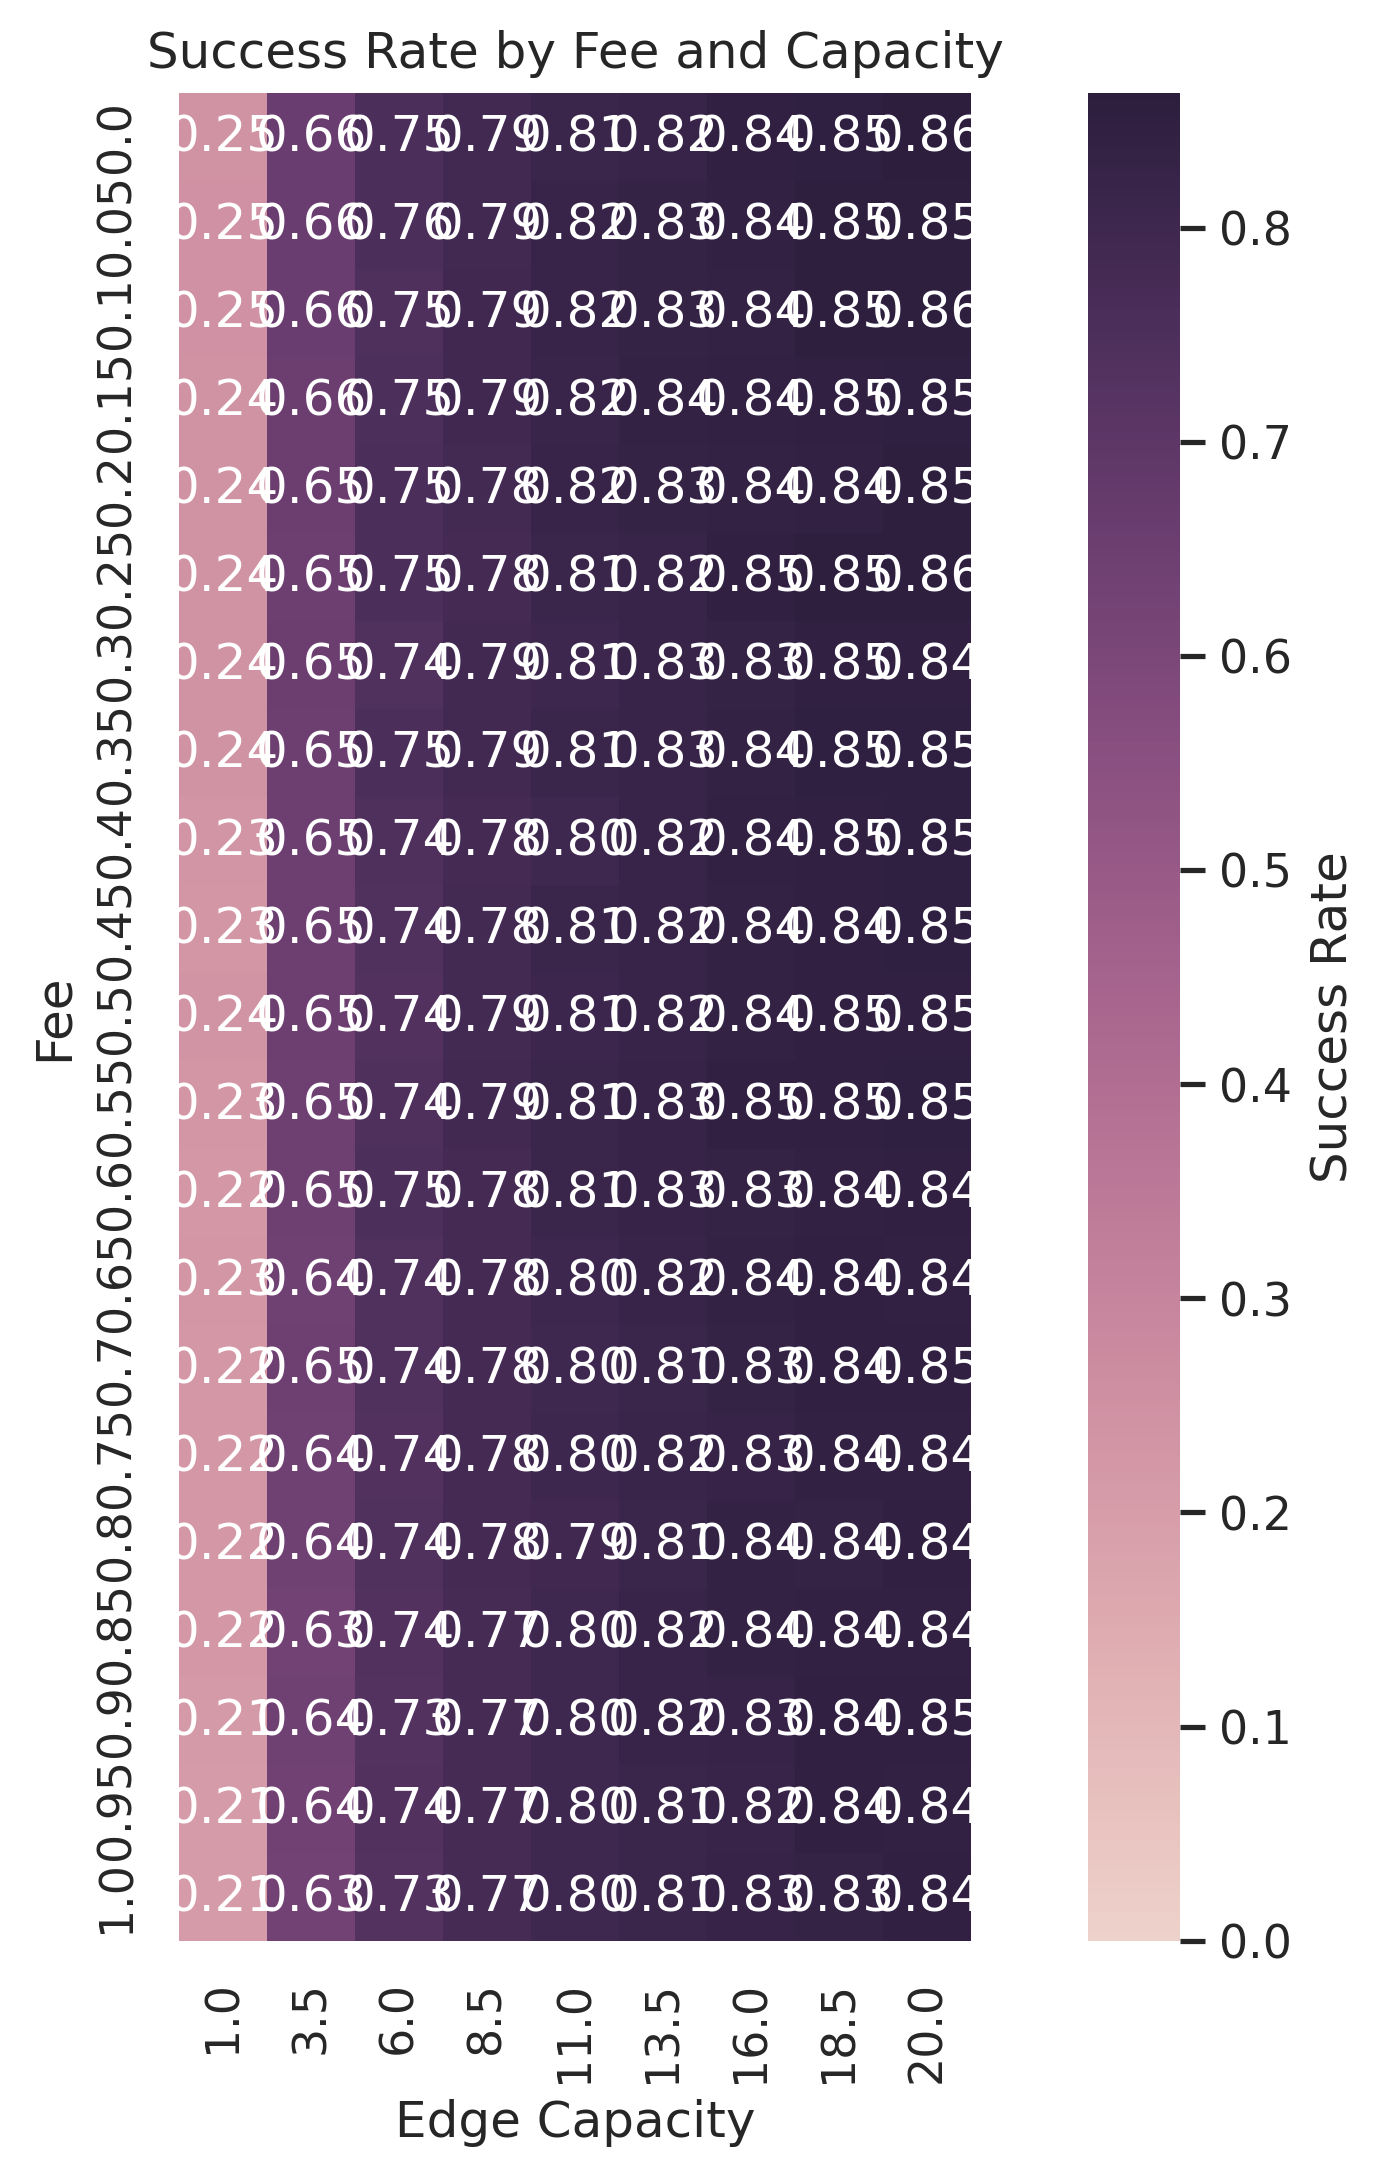 Success Rate by Fee and Capacity
0.0 0.25 0.66 0.75 0.79 0.81 0.82 0.84 0.85 0.86
0.05 0.25 0.66 0.76 0.79 0.82 0.83 0.84 0.85 0.85
0.1 0.25 0.66 0.75 0.79 0.82 0.83 0.84 0.85 0.86
0.15 0.24 0.66 0.75 0.79 0.82 0.84 0.84 0.85 0.85
0.2 0.24 0.65 0.75 0.78 0.82 0.83 0.84 0.84 0.85
0.25 0.24 0.65 0.75 0.78 0.81 0.82 0.85 0.85 0.86
0.3 0.24 0.65 0.74 0.79 0.81 0.83 0.83 0.85 0.84
0.35 0.24 0.65 0.75 0.79 0.81 0.83 0.84 0.85 0.85
0.4 0.23 0.65 0.74 0.78 0.80 0.82 0.84 0.85 0.85
0.45 0.23 0.65 0.74 0.78 0.81 0.82 0.84 0.84 0.85
0.5 0.24 0.65 0.74 0.79 0.81 0.82 0.84 0.85 0.85
0.55 0.23 0.65 0.74 0.79 0.81 0.83 0.85 0.85 0.85
0.6 0.22 0.65 0.75 0.78 0.81 0.83 0.83 0.84 0.84
0.65 0.23 0.64 0.74 0.78 0.80 0.82 0.84 0.84 0.84
0.7 0.22 0.65 0.74 0.78 0.80 0.81 0.83 0.84 0.85
0.75 0.22 0.64 0.74 0.78 0.80 0.82 0.83 0.84 0.84
0.8 0.22 0.64 0.74 0.78 0.79 0.81 0.84 0.84 0.84
0.85 0.22 0.63 0.74 0.77 0.80 0.82 0.84 0.84 0.84
0.9 0.21 0.64 0.73 0.77 0.80 0.82 0.83 0.84 0.85
0.95 0.21 0.64 0.74 0.77 0.80 0.81 0.82 0.84 0.84
1.0 0.21 0.63 0.73 0.77 0.80 0.81 0.83 0.83 0.84
Fee
1.0 3.5 6.0 8.5 11.0 13.5 16.0 18.5 20.0
Edge Capacity
0.8
0.7
0.6
0.5
0.4
0.3
0.2
0.1
0.0
Success Rate